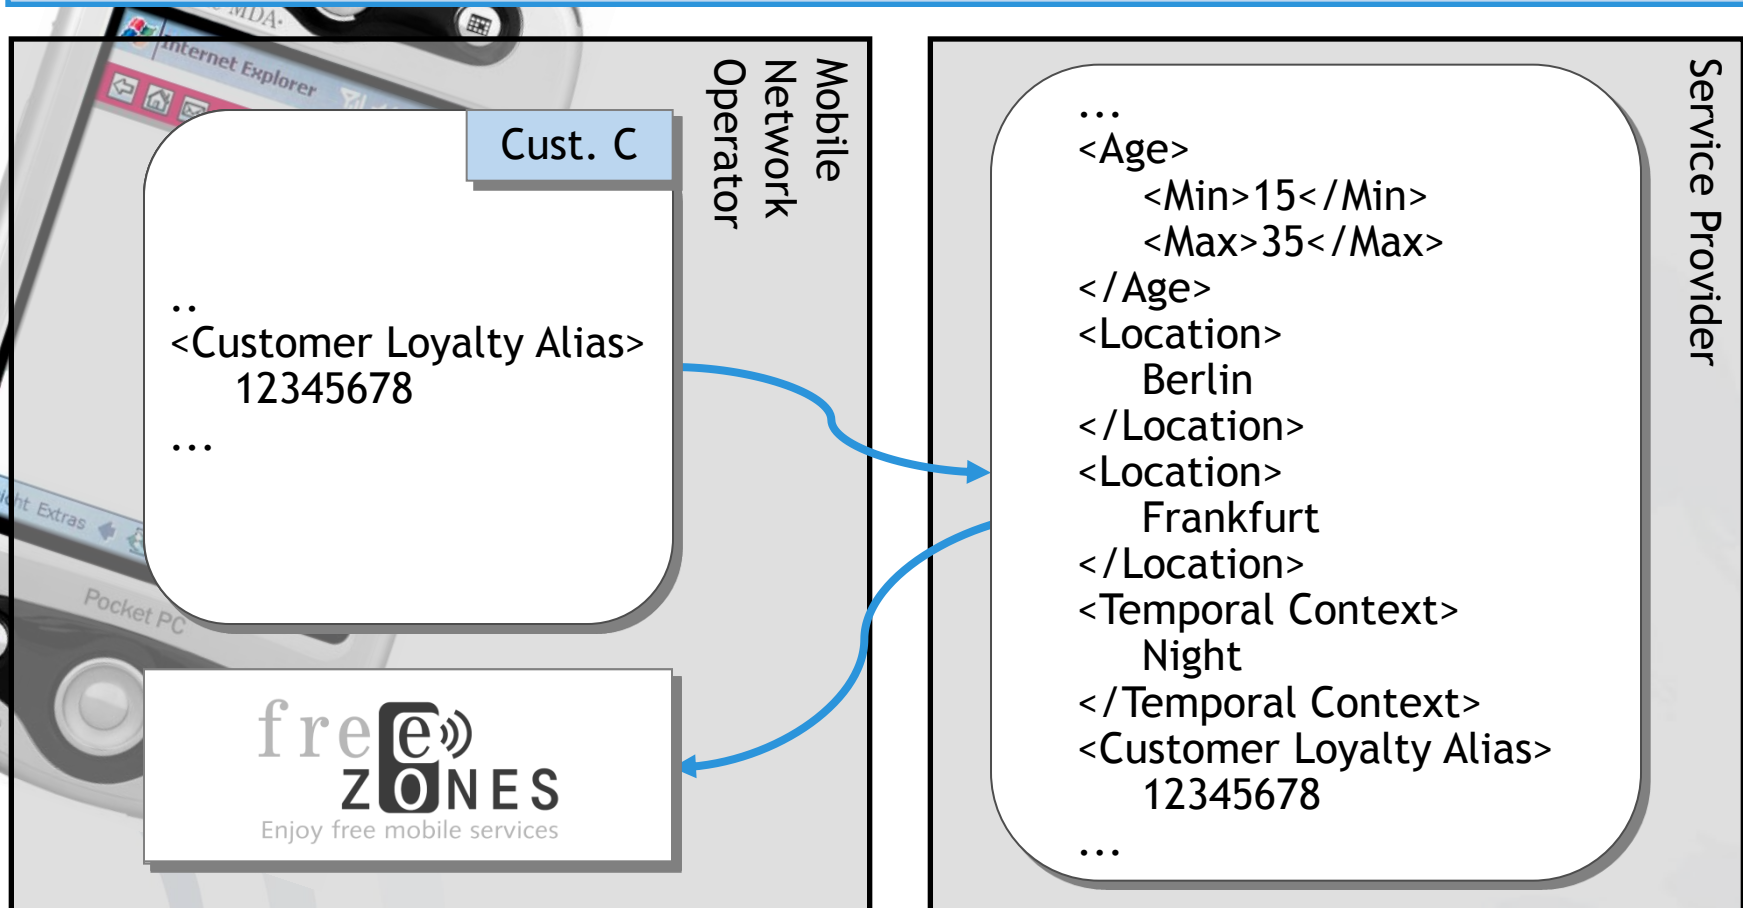 MDA
Internet Explorer
Cust. C
Mobile
Network
Operator
..
<Customer Loyalty Alias>
12345678
...
Extras
Pocket PC
free
ZONES
Enjoy free mobile services
Service Provider
...
<Age>
<Min>15</Min>
<Max>35</Max>
</Age>
<Location>
Berlin
</Location>
<Location>
Frankfurt
</Location>
<Temporal Context>
Night
</Temporal Context>
<Customer Loyalty Alias>
12345678
...